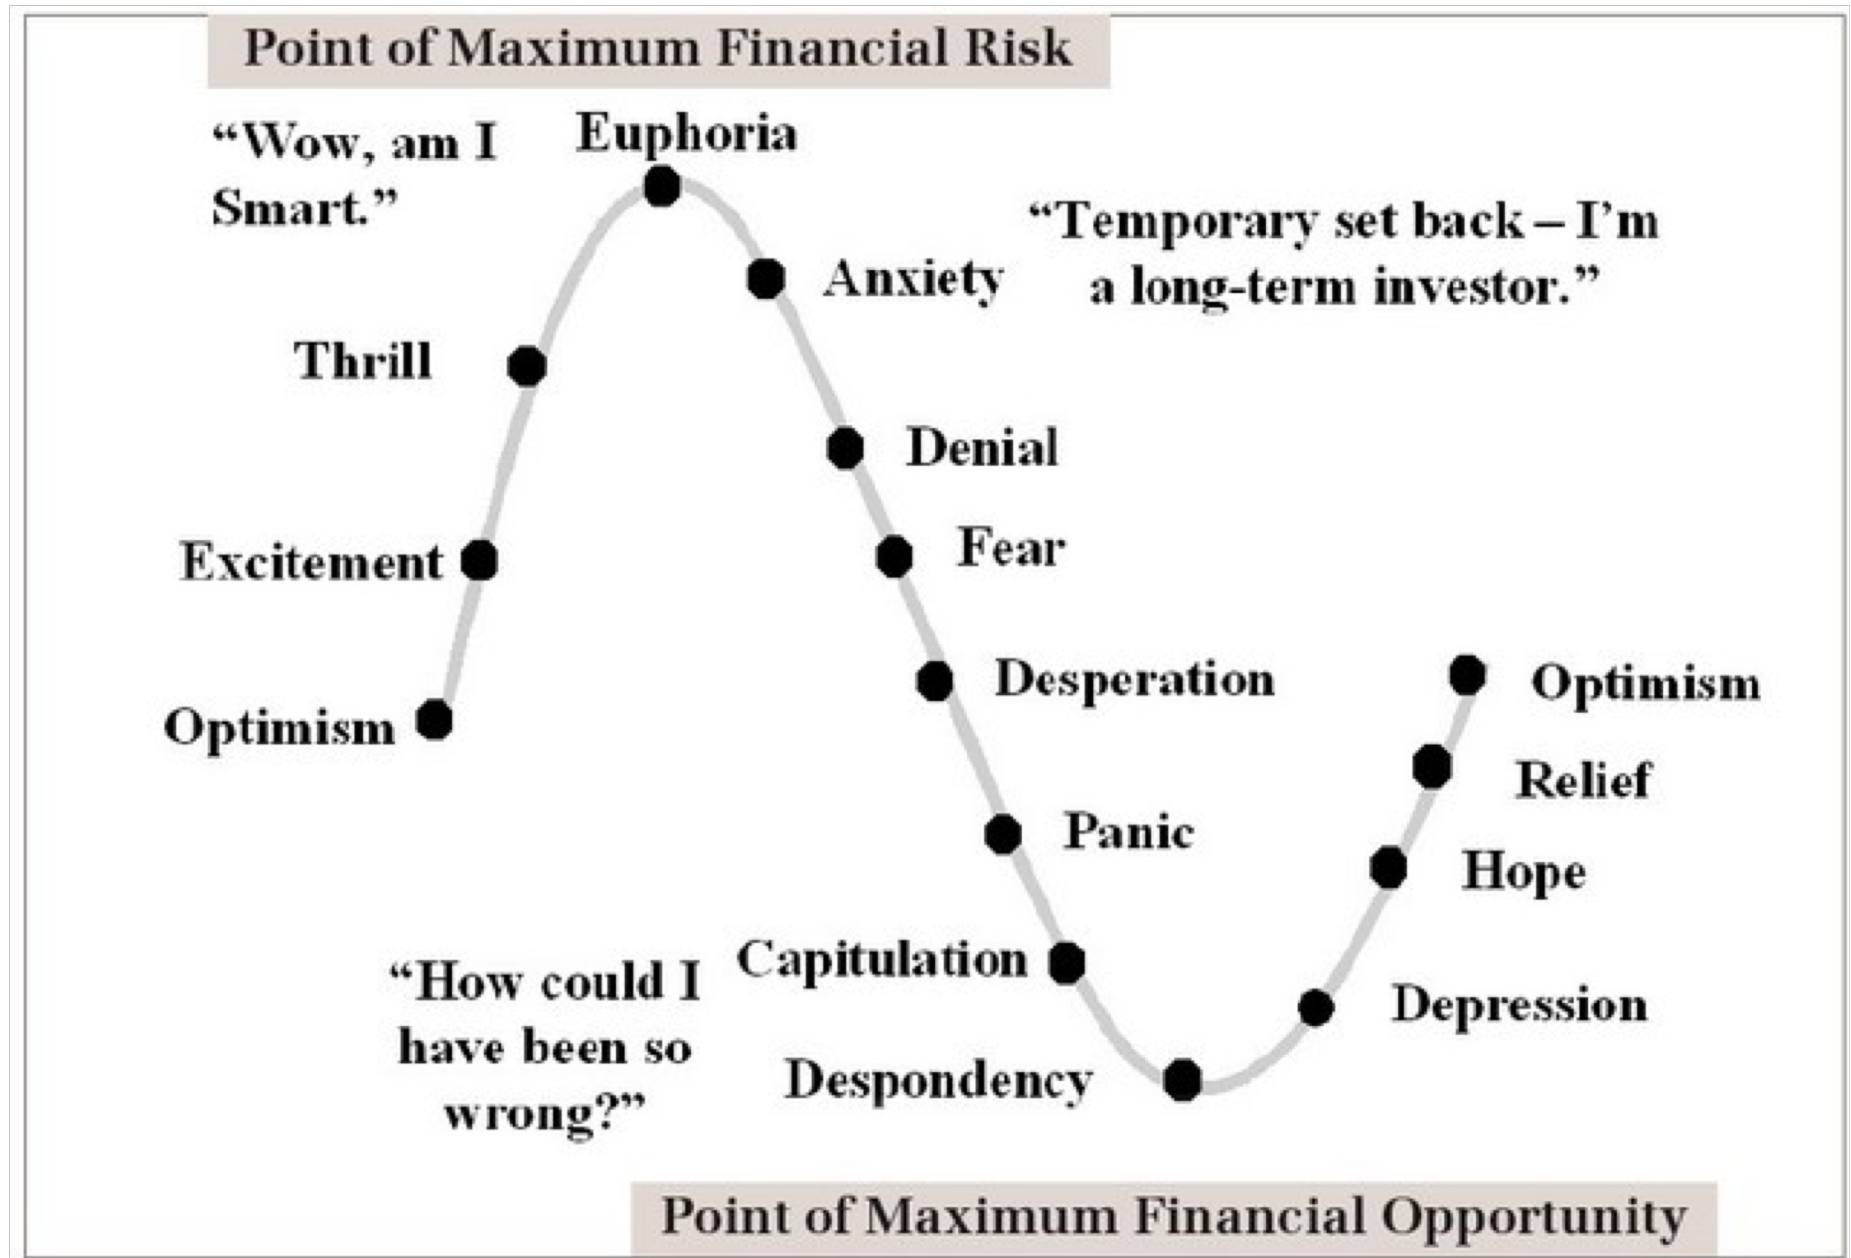 Point of Maximum Financial Risk
“Wow, am I
Smart.”
Euphoria
“Temporary set back – I’m
a long-term investor.”
Anxiety
Thrill
Denial
Excitement
Fear
Optimism
Desperation
Optimism
Relief
Panic
Hope
Capitulation
“How could I
have been so
wrong?”
Depression
Despondency
Point of Maximum Financial Opportunity